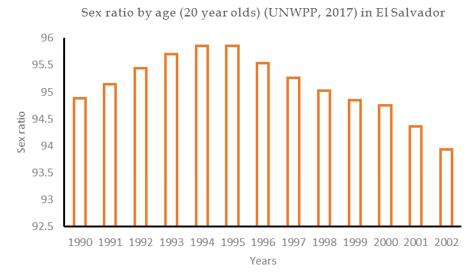 Sex ratio by age (20 year olds) (UNWPP, 2017) in El Salvador
96
95.5
95
94.5
94
93.5
93
92.5
Sex ratio
1990 1991 1992 1993 1994 1995 1996 1997 1998 1999 2000 2001 2002
Years